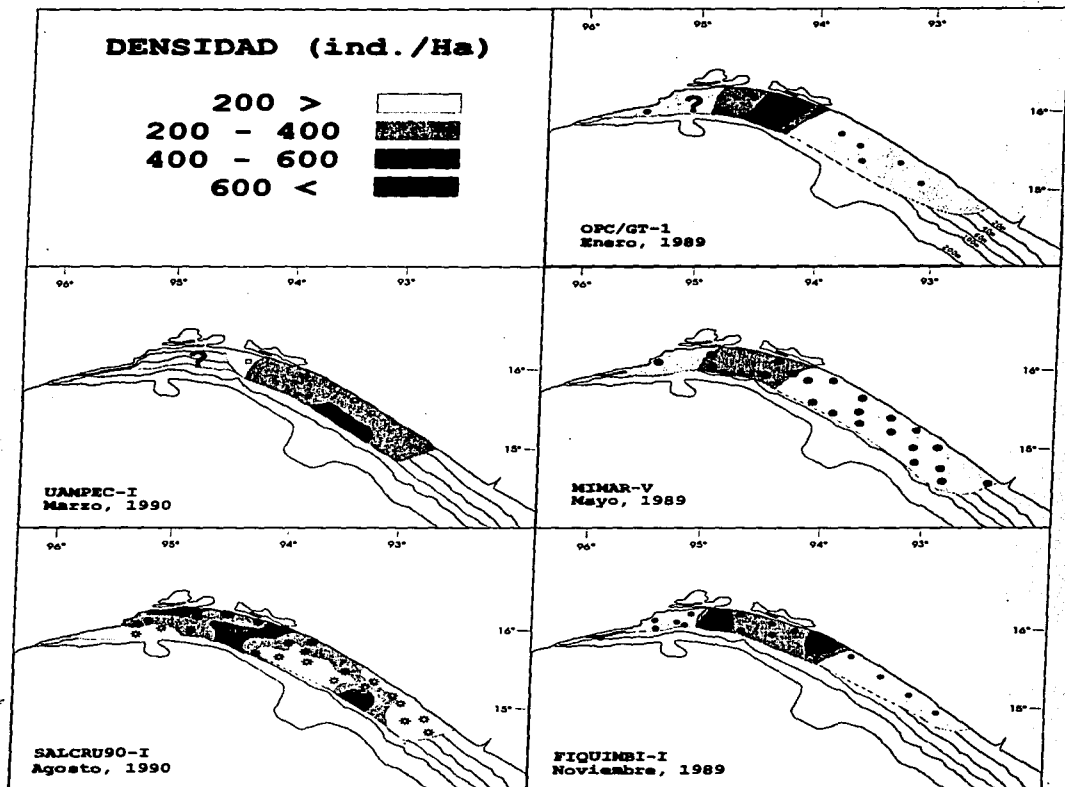 DENSIDAD (ind./Ha)
200 >
200 - 400
400 - 600
600 <
96° 95° 94° 93°
?
16°
15°
20m
200m
OPC/GT-1
Enero, 1989
96° 95° 94° 93°
?
16°
15°
UAMPEC-I
Marzo, 1990
96° 95° 94° 93°
16°
15°
MIMAR-V
Mayo, 1989
96° 95° 94° 93°
16°
15°
SALCRU90-I
Agosto, 1990
96° 95° 94° 93°
16°
15°
FIQUIMBI-I
Noviembre, 1989